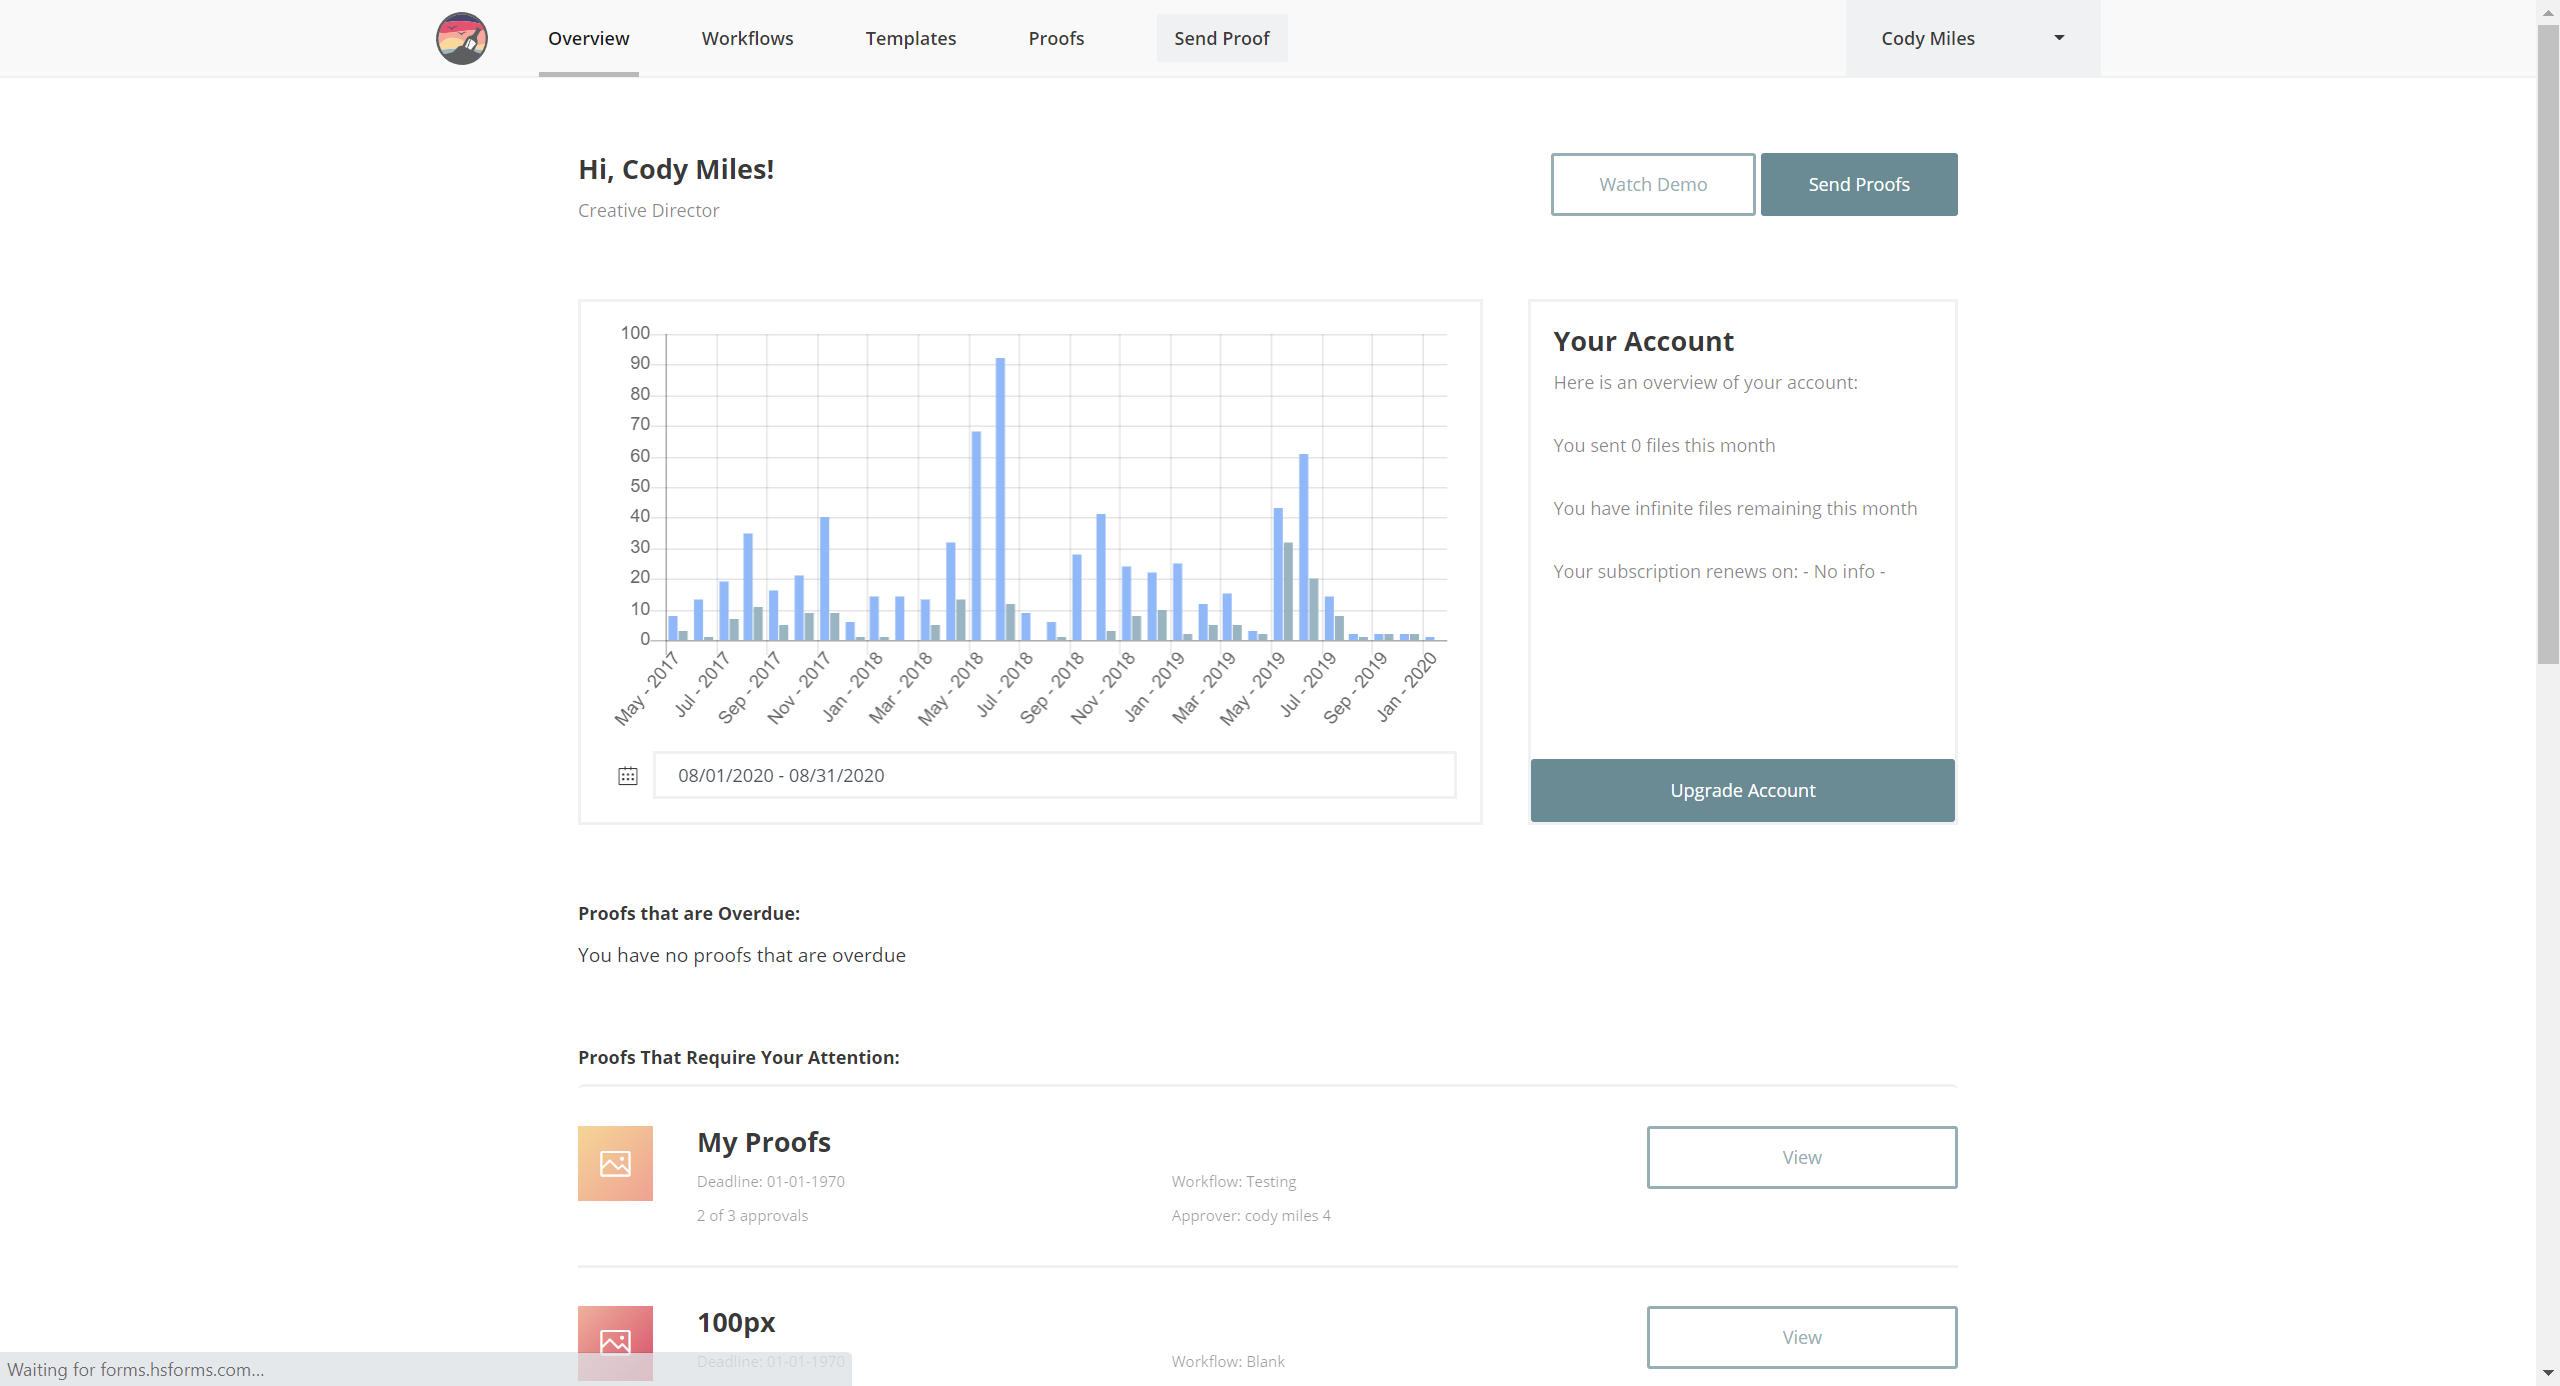 Overview Workflows Templates Proofs Send Proof Cody Miles
Hi, Cody Miles!
Creative Director
Watch Demo Send Proofs
100
90
80
70
60
50
40
30
20
10
0
May - 2017 Jul - 2017 Sep - 2017 Nov - 2017 Jan - 2018 Mar - 2018 May - 2018 Jul - 2018 Sep - 2018 Nov - 2018 Jan - 2019 Mar - 2019 May - 2019 Jul - 2019 Sep - 2019 Jan - 2020
08/01/2020 - 08/31/2020
Your Account
Here is an overview of your account:
You sent 0 files this month
You have infinite files remaining this month
Your subscription renews on: - No info -
Upgrade Account
Proofs that are Overdue:
You have no proofs that are overdue
Proofs That Require Your Attention:
My Proofs
View
Deadline: 01-01-1970 Workflow: Testing
2 of 3 approvals Approver: cody miles 4
100px
View
Deadline: 01-01-1970 Workflow: Blank
Waiting for forms.hsforms.com...